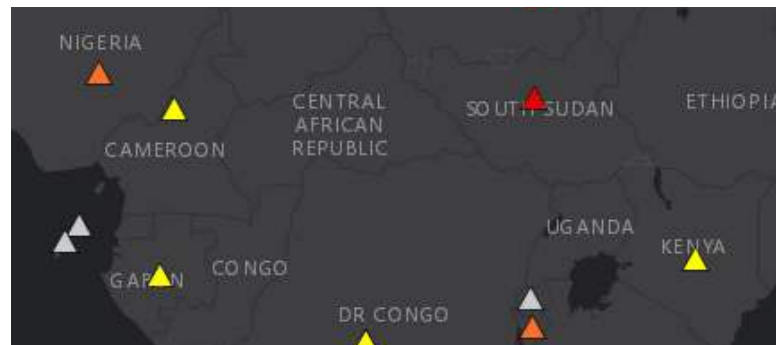 NIGERIA
CENTRAL
AFRICAN
REPUBLIC
SOUTH SUDAN
ETHIOPIA
CAMEROON
UGANDA
KENYA
GABON
CONGO
DR CONGO